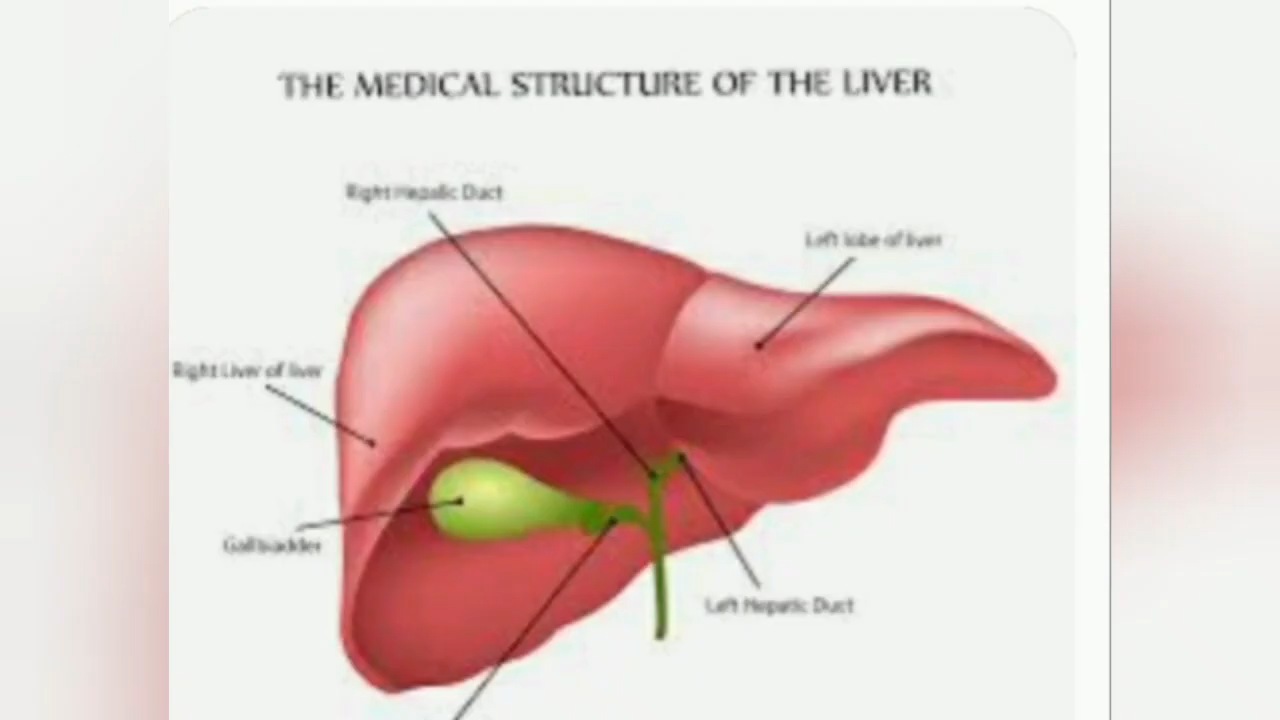 THE MEDICAL STRUCTURE OF THE LIVER
Right Hepatic Duct
Left lobe of liver
Right Liver of liver
Gallbladder
Left Hepatic Duct